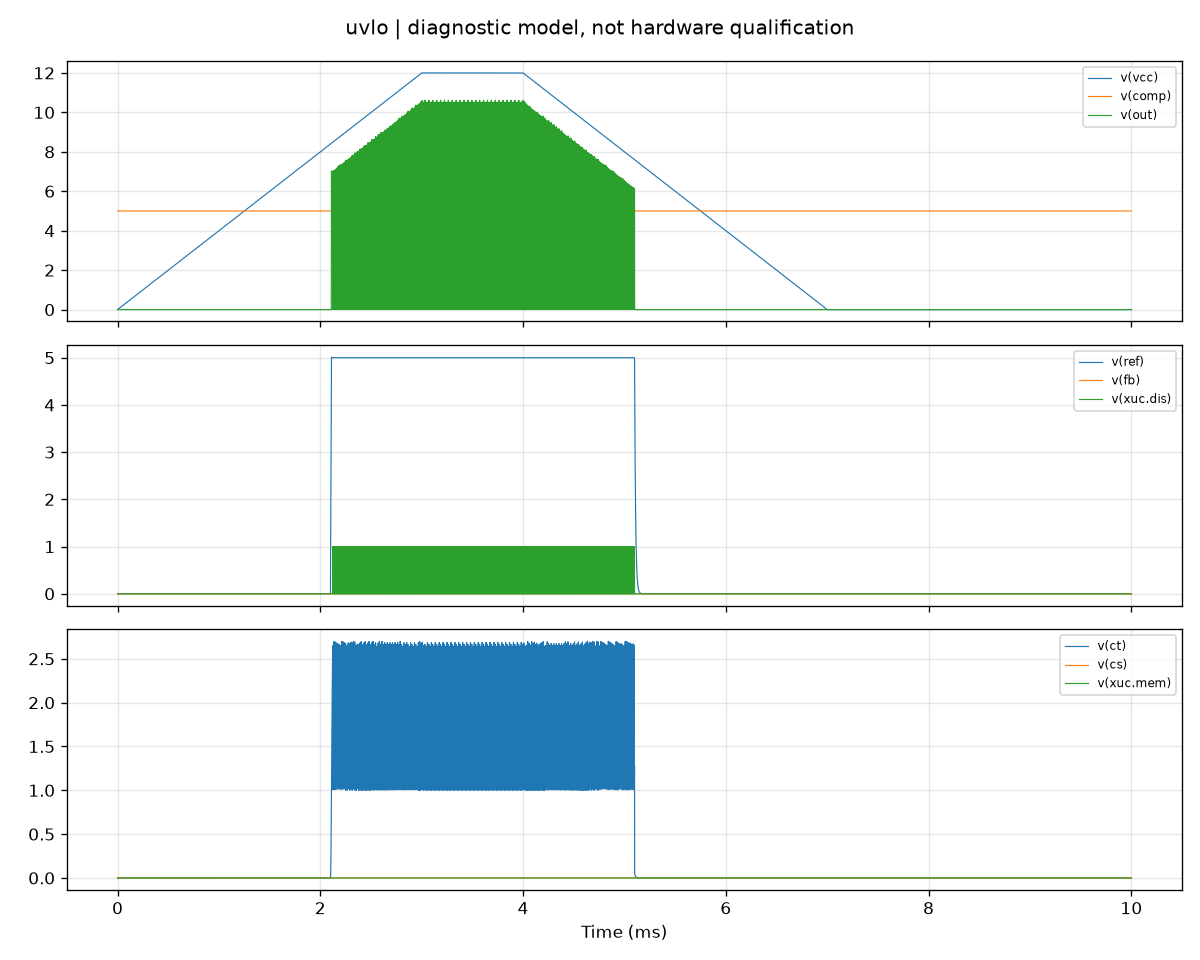 uvlo | diagnostic model, not hardware qualification
12
10
8
6
4
2
0
v(vcc)
v(comp)
v(out)
5
4
3
2
1
0
v(ref)
v(fb)
v(xuc.dis)
2.5
2.0
1.5
1.0
0.5
0.0
v(ct)
v(cs)
v(xuc.mem)
0 2 4 6 8 10
Time (ms)